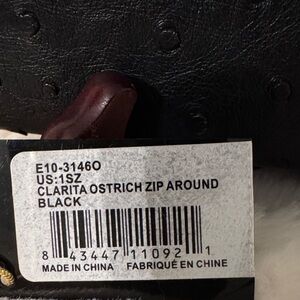 E10-3146O
US:1SZ
CLARITA OSTRICH ZIP AROUND
BLACK
8 43447 11092 1
MADE IN CHINA FABRIQUÉ EN CHINE